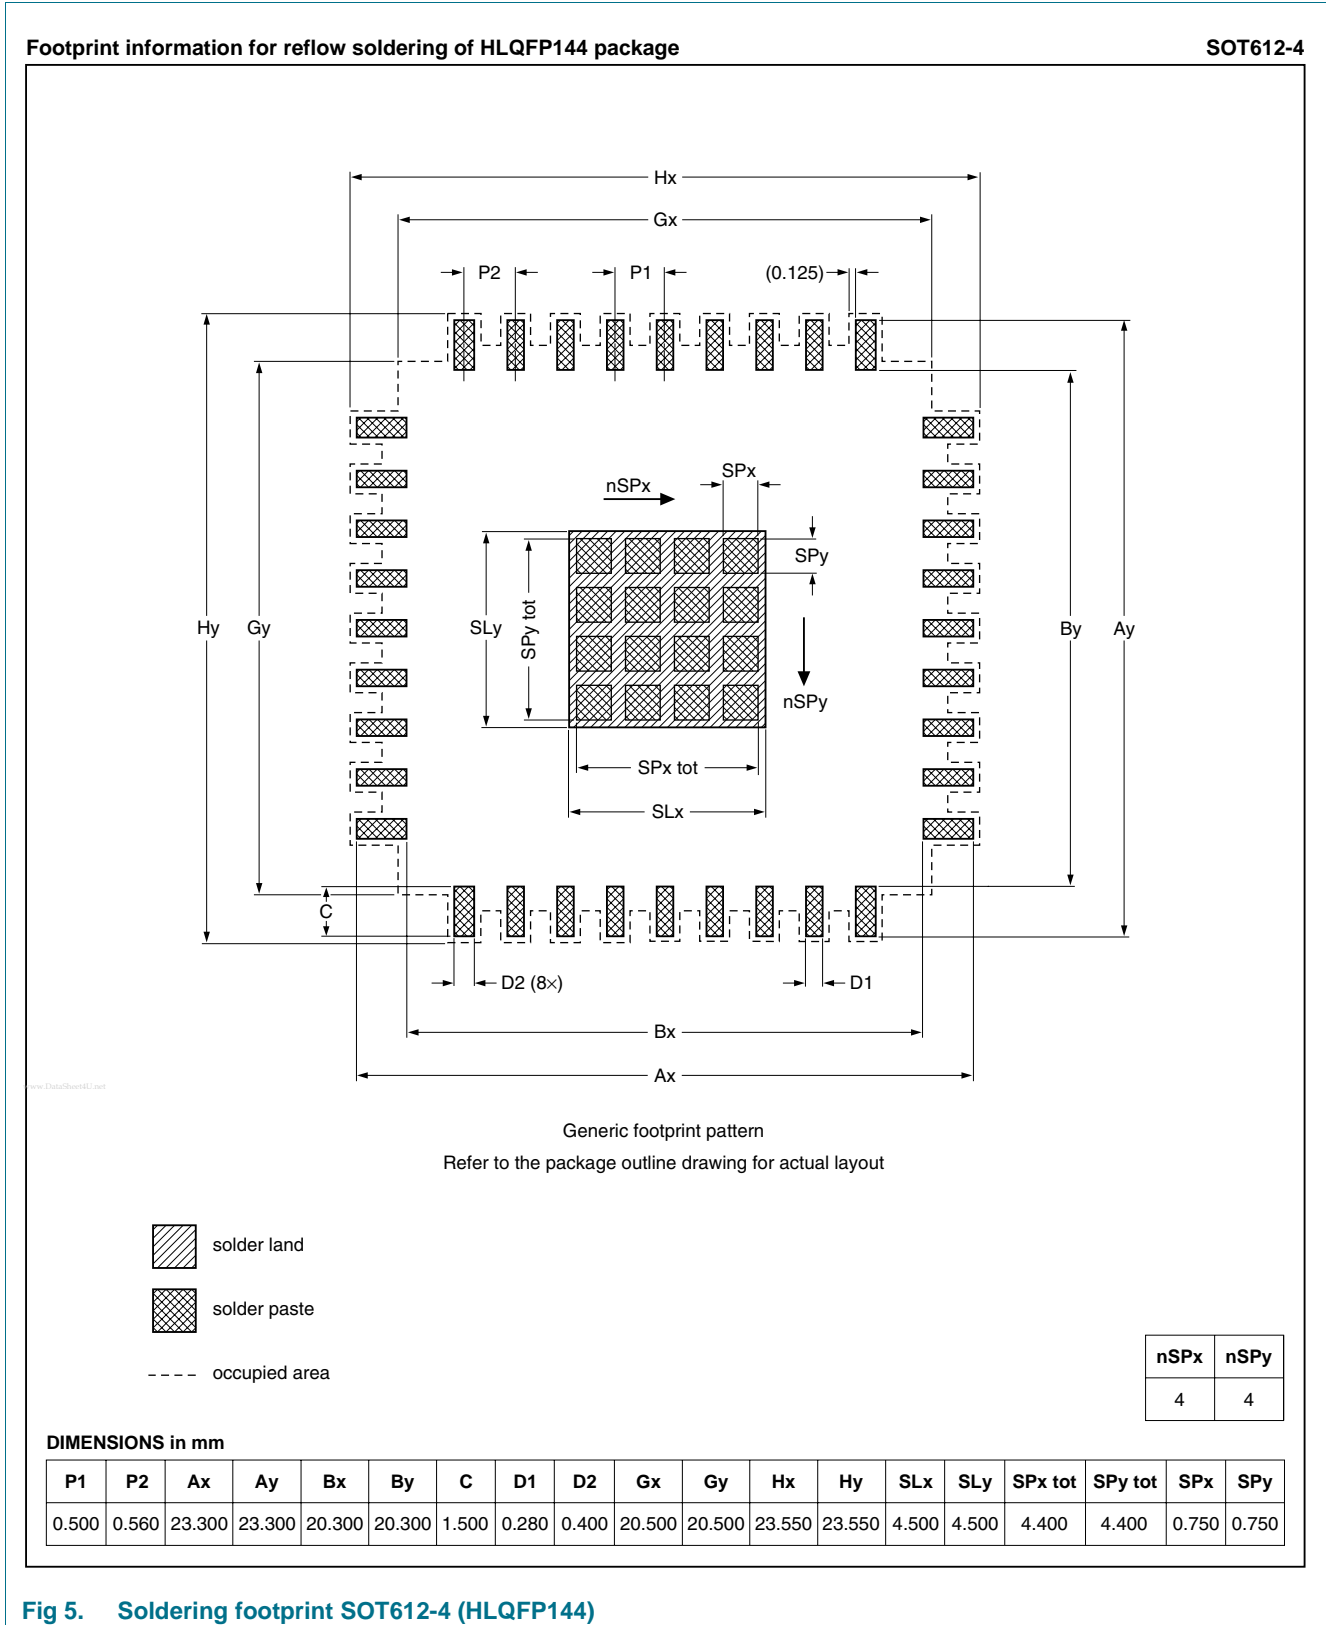 Footprint information for reflow soldering of HLQFP144 package SOT612-4
Hx
Gx
P2 P1 (0.125)
SPx
nSPx
SPy
Hy Gy SLy SPy tot By Ay
nSPy
SPx tot
SLx
C
D2 (8×) D1
Bx
Ax
www.DataSheet4U.net
Generic footprint pattern
Refer to the package outline drawing for actual layout
solder land
solder paste
occupied area
nSPx nSPy
4 4
DIMENSIONS in mm
P1 P2 Ax Ay Bx By C D1 D2 Gx Gy Hx Hy SLx SLy SPx tot SPy tot SPx SPy
0.500 0.560 23.300 23.300 20.300 20.300 1.500 0.280 0.400 20.500 20.500 23.550 23.550 4.500 4.500 4.400 4.400 0.750 0.750
Fig 5. Soldering footprint SOT612-4 (HLQFP144)